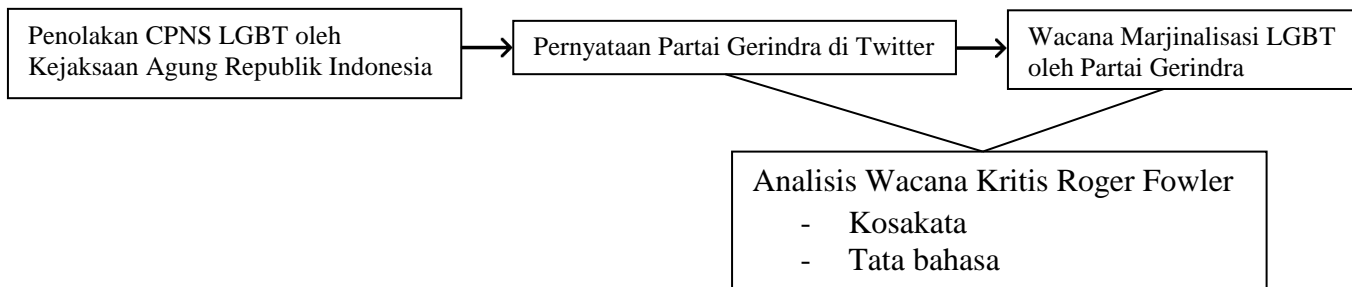 Penolakan CPNS LGBT oleh
Kejaksaan Agung Republik Indonesia
Pernyataan Partai Gerindra di Twitter
Wacana Marjinalisasi LGBT
oleh Partai Gerindra
Analisis Wacana Kritis Roger Fowler
- Kosakata
- Tata bahasa